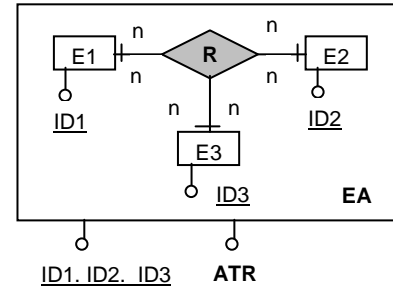 n n
E1 R E2
n n
ID1 n n ID2
E3
ID3 EA
ID1. ID2. ID3 ATR